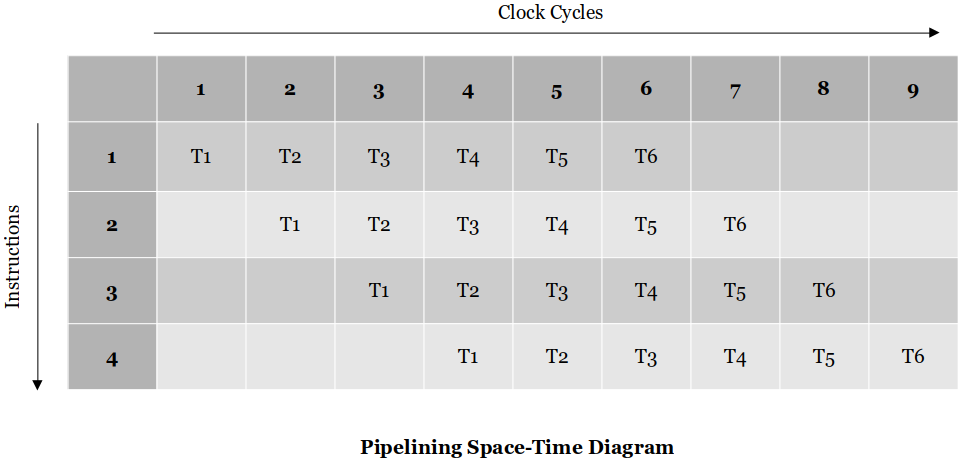 Clock Cycles
1 2 3 4 5 6 7 8 9
1 T1 T2 T3 T4 T5 T6
2 T1 T2 T3 T4 T5 T6
3 T1 T2 T3 T4 T5 T6
4 T1 T2 T3 T4 T5 T6
Instructions
Pipelining Space-Time Diagram